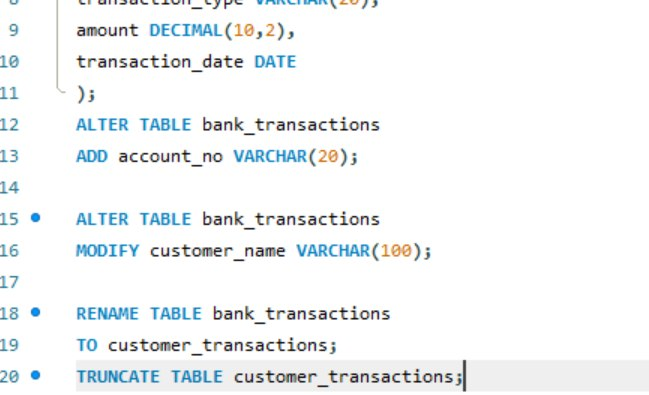 8 transaction_type VARCHAR(20),
9 amount DECIMAL(10,2),
10 transaction_date DATE
11 );
12 ALTER TABLE bank_transactions
13 ADD account_no VARCHAR(20);
14
15 ALTER TABLE bank_transactions
16 MODIFY customer_name VARCHAR(100);
17
18 RENAME TABLE bank_transactions
19 TO customer_transactions;
20 TRUNCATE TABLE customer_transactions;